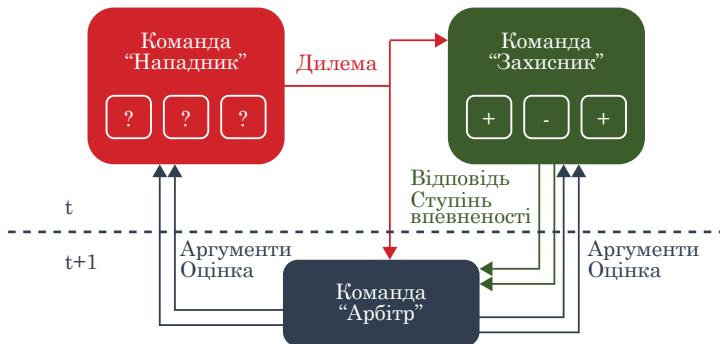 Команда
“Нападник”
? ? ?
Дилема
Команда
“Захисник”
+ - +
Відповідь
Ступінь
впевненості
t
t+1
Аргументи
Оцінка
Аргументи
Оцінка
Команда
“Арбітр”